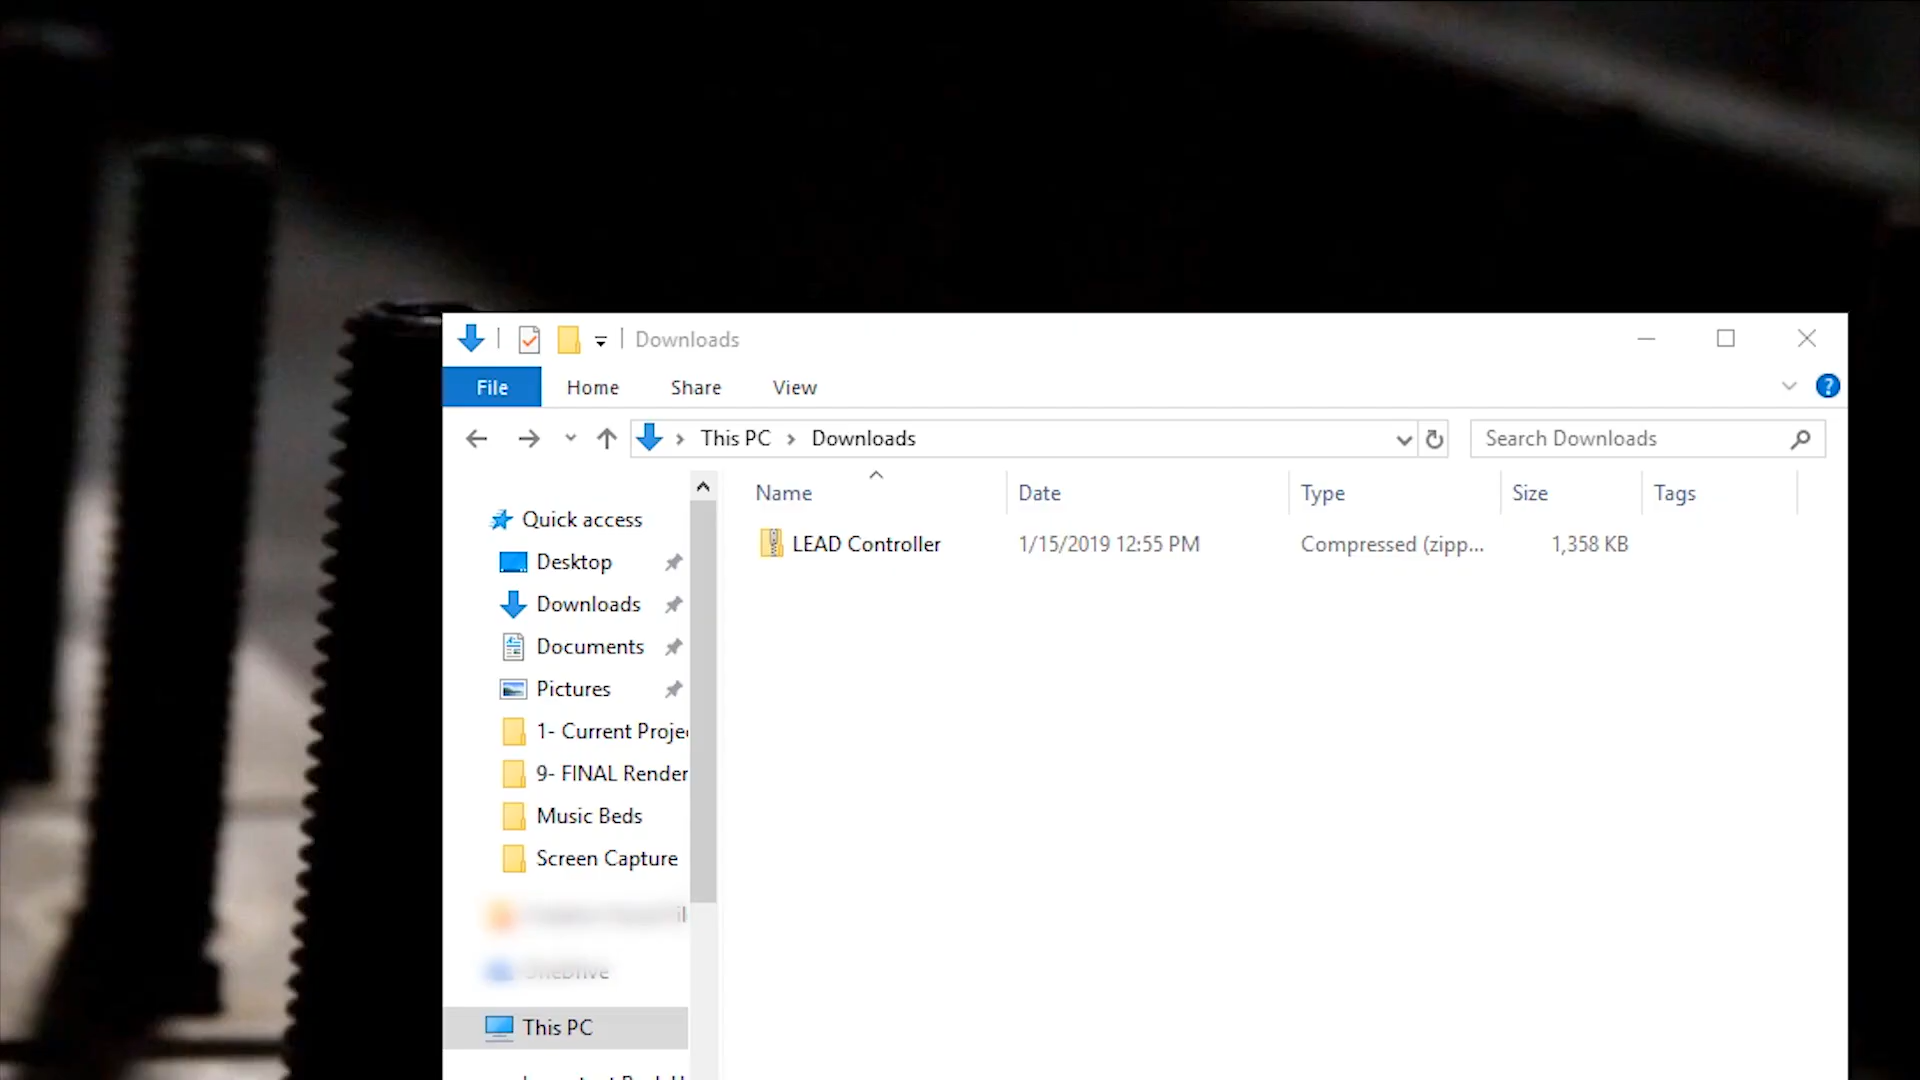 Downloads
File Home Share View
This PC Downloads Search Downloads
Name Date Type Size Tags
LEAD Controller 1/15/2019 12:55 PM Compressed (zipp... 1,358 KB
Quick access
Desktop
Downloads
Documents
Pictures
1- Current Proje
9- FINAL Render
Music Beds
Screen Capture
OneDrive
This PC